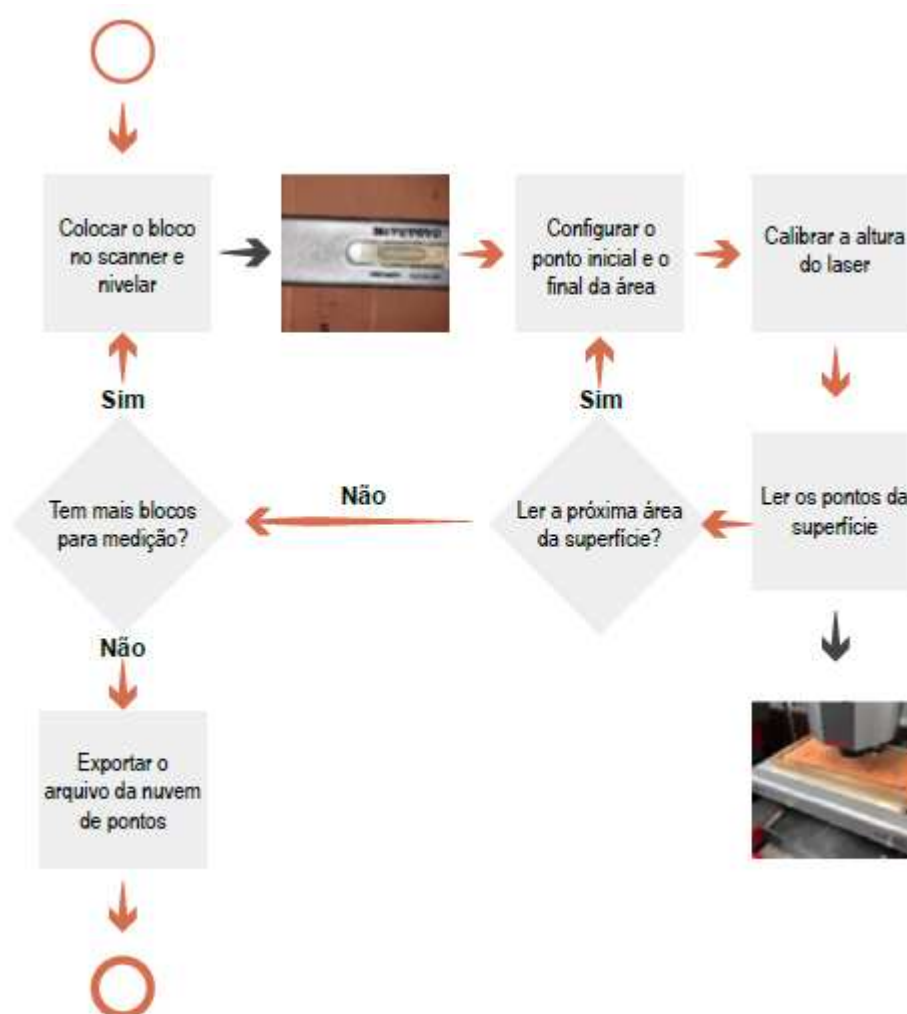 Colocar o bloco
no scanner e
nivelar
Mitutoyo
Configurar o
ponto inicial e o
final da área
Calibrar a altura
do laser
Sim
Sim
Tem mais blocos
para medição?
Não
Ler a próxima área
da superfície?
Ler os pontos da
superfície
Não
Exportar o
arquivo da nuvem
de pontos